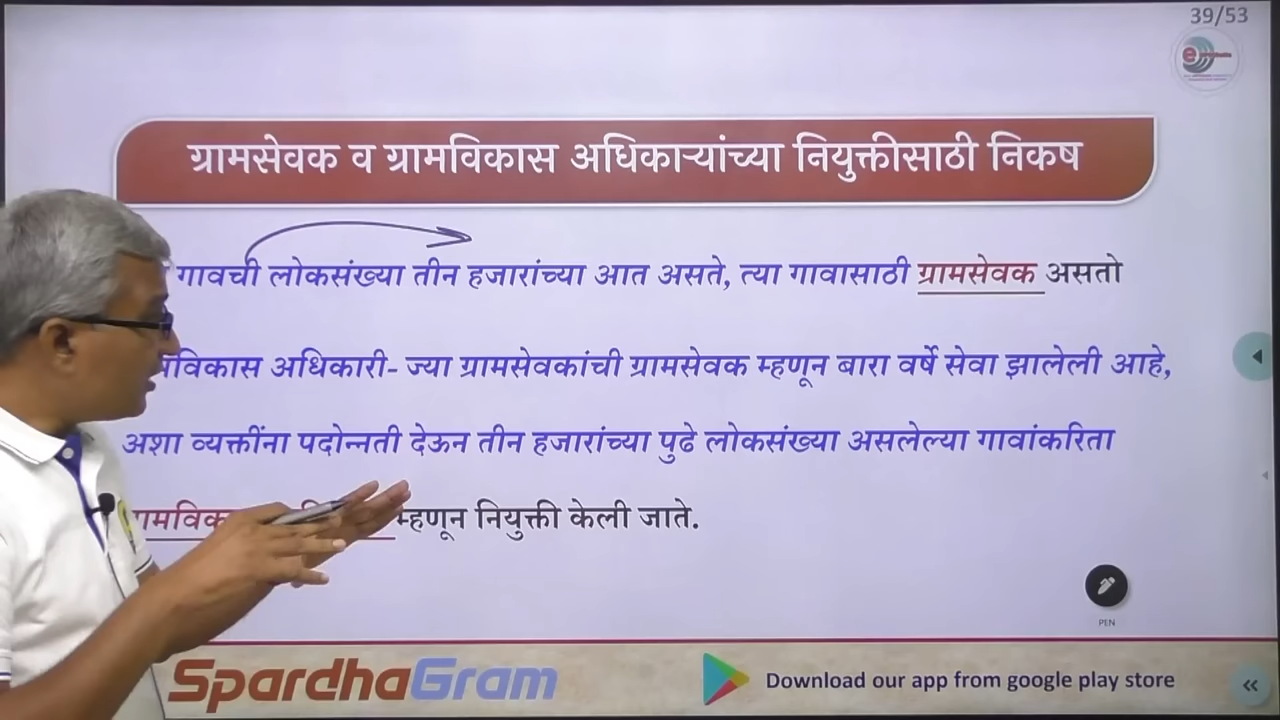 39/53
ग्रामसेवक व ग्रामविकास अधिकाऱ्यांच्या नियुक्तीसाठी निकष
गावची लोकसंख्या तीन हजारांच्या आत असते, त्या गावासाठी ग्रामसेवक असतो
अधिकारी- ज्या ग्रामसेवकांची ग्रामसेवक म्हणून बारा वर्षे सेवा झालेली आहे,
अशा व्यक्तींना पदोन्नती देऊन तीन हजारांच्या पुढे लोकसंख्या असलेल्या गावांकरिता
म्हणून नियुक्ती केली जाते.
PEN
SpardhaGram
Download our app from google play store